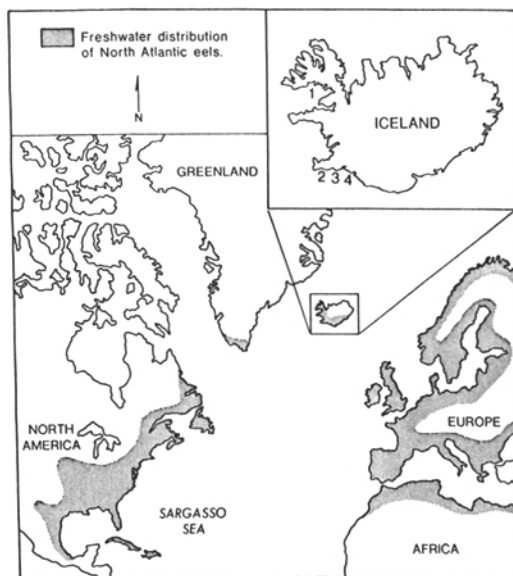 Freshwater distribution
of North Atlantic eels.
N
1
ICELAND
2 3 4
GREENLAND
NORTH
AMERICA
EUROPE
SARGASSO
SEA
AFRICA